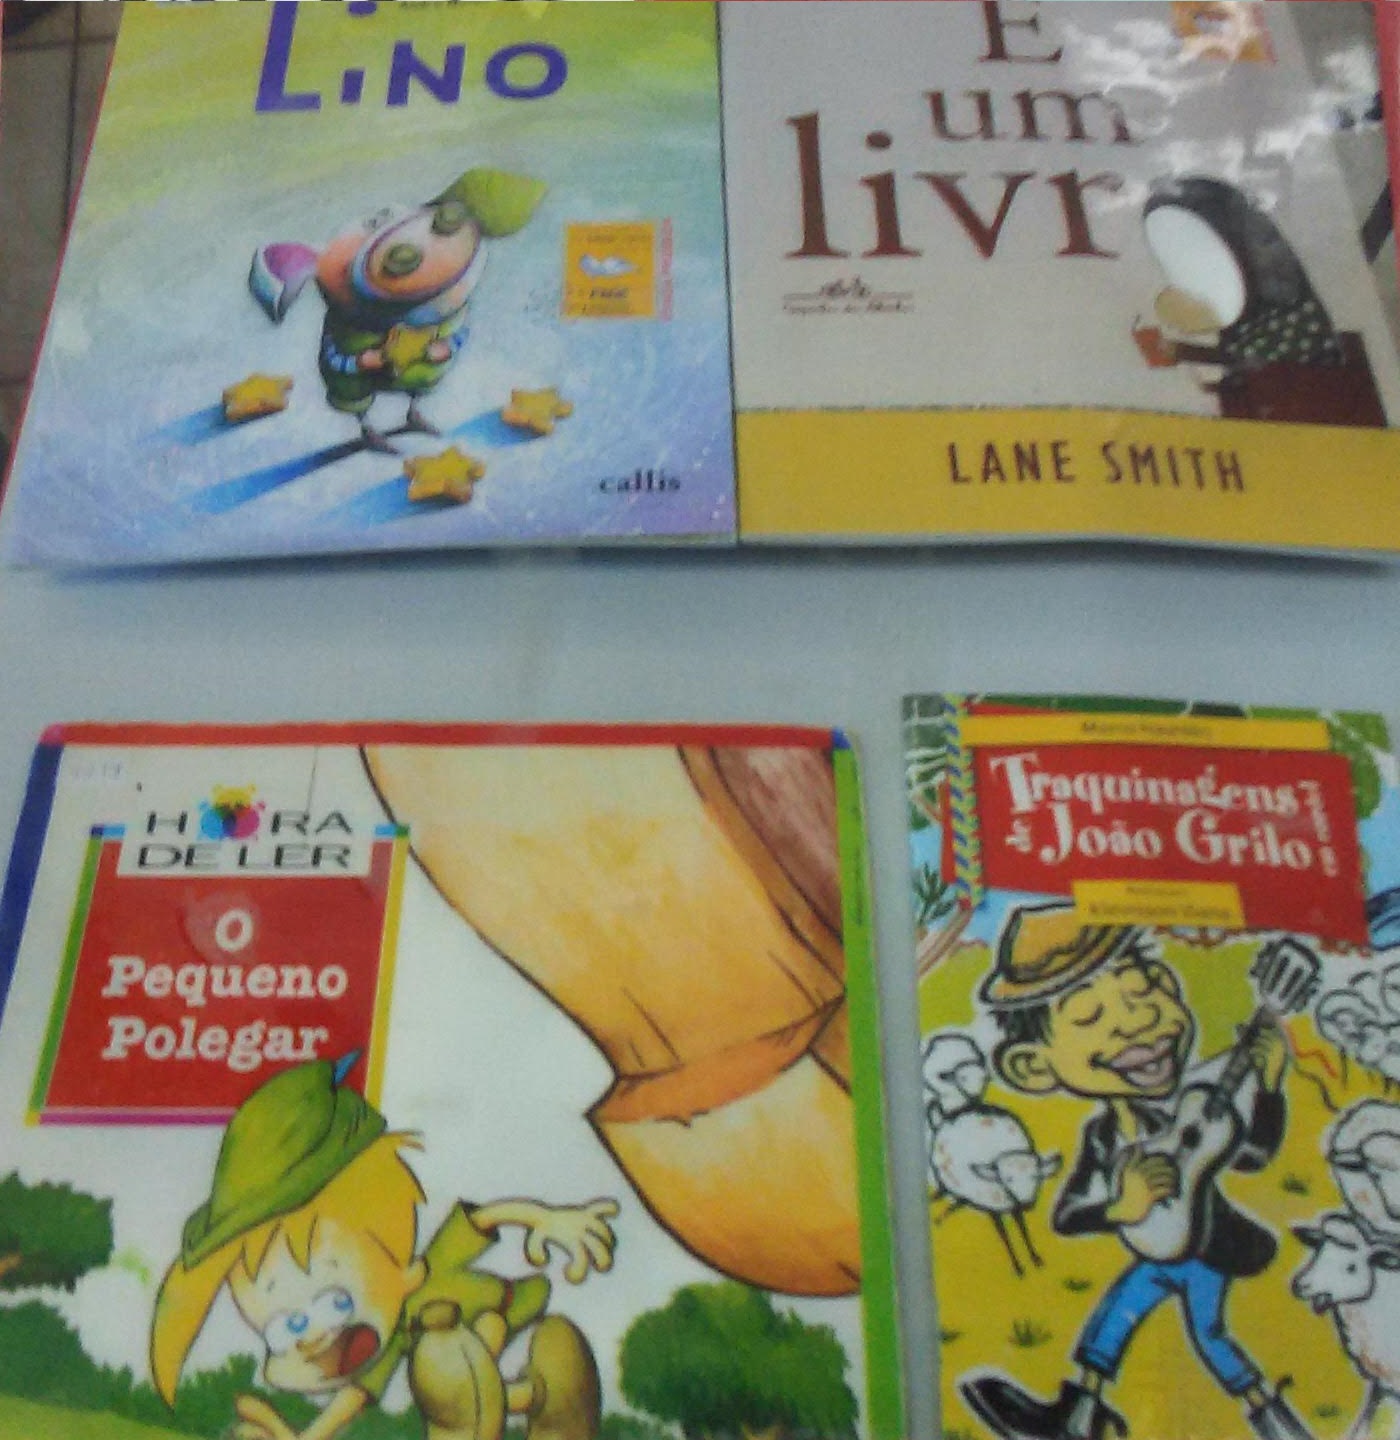 LiNO
callis
É
um
livr
LANE SMITH
HORA
DE LER
O
Pequeno
Polegar
Traquinagens
de João Grilo